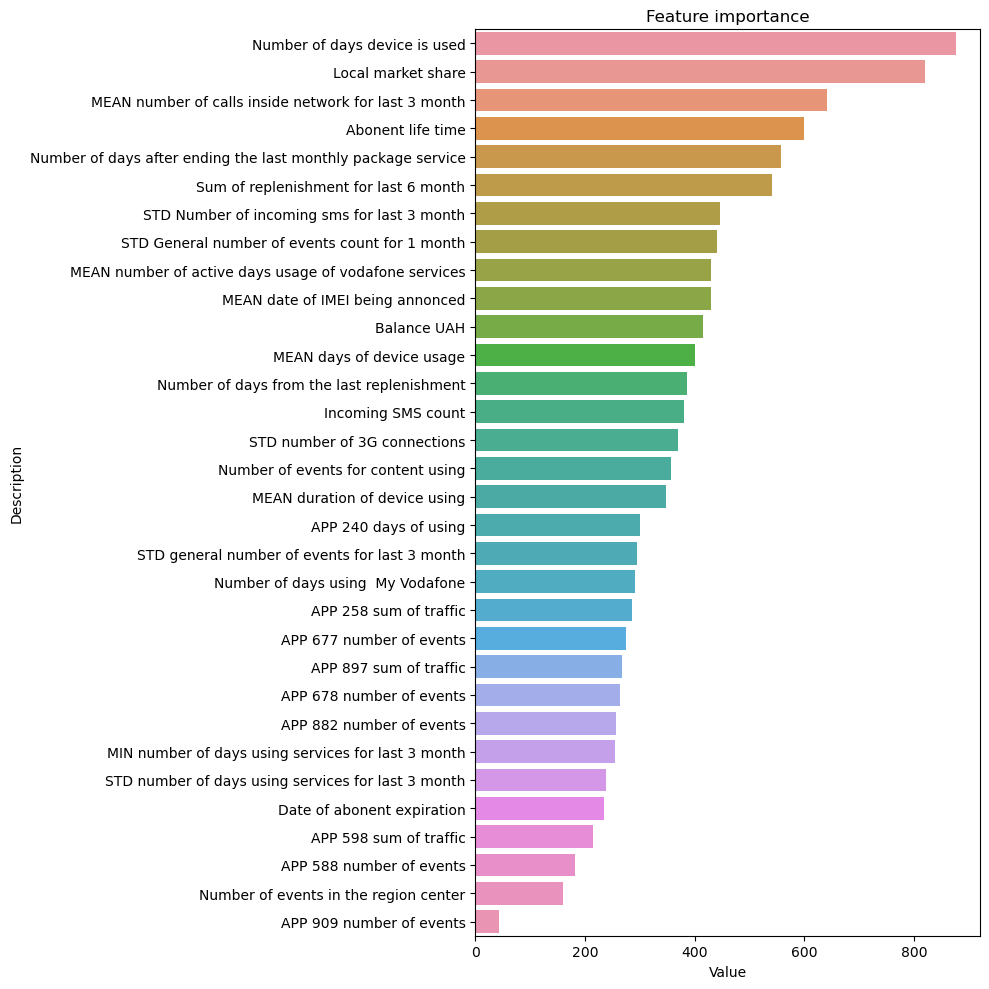 Feature importance
Number of days device is used
Local market share
MEAN number of calls inside network for last 3 month
Abonent life time
Number of days after ending the last monthly package service
Sum of replenishment for last 6 month
STD Number of incoming sms for last 3 month
STD General number of events count for 1 month
MEAN number of active days usage of vodafone services
MEAN date of IMEI being annonced
Balance UAH
MEAN days of device usage
Number of days from the last replenishment
Incoming SMS count
STD number of 3G connections
Number of events for content using
MEAN duration of device using
APP 240 days of using
STD general number of events for last 3 month
Number of days using  My Vodafone
APP 258 sum of traffic
APP 677 number of events
APP 897 sum of traffic
APP 678 number of events
APP 882 number of events
MIN number of days using services for last 3 month
STD number of days using services for last 3 month
Date of abonent expiration
APP 598 sum of traffic
APP 588 number of events
Number of events in the region center
APP 909 number of events
Description
0 200 400 600 800
Value